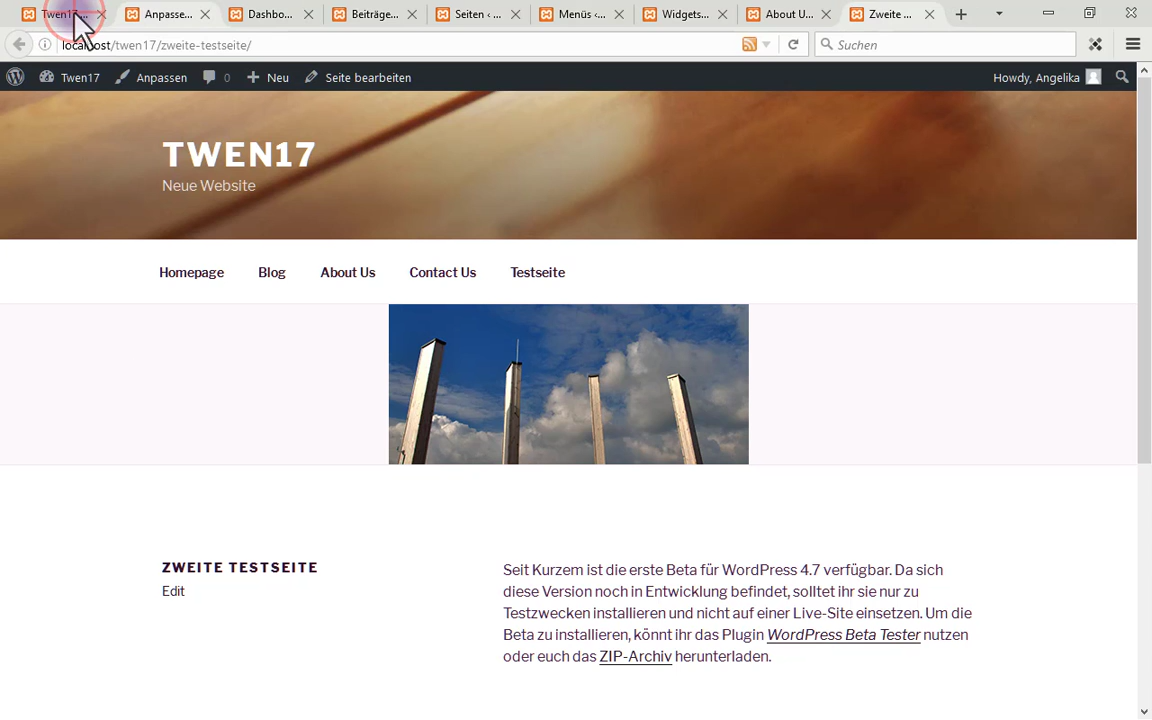 Twen17 ... Anpasse... Dashbo... Beiträge... Seiten ‹ ... Menüs ‹... Widgets... About U... Zweite ...
localhost/twen17/zweite-testseite/ Suchen
Twen17 Anpassen 0 Neu Seite bearbeiten Howdy, Angelika
TWEN17
Neue Website
Homepage Blog About Us Contact Us Testseite
ZWEITE TESTSEITE
Edit
Seit Kurzem ist die erste Beta für WordPress 4.7 verfügbar. Da sich
diese Version noch in Entwicklung befindet, solltet ihr sie nur zu
Testzwecken installieren und nicht auf einer Live-Site einsetzen. Um die
Beta zu installieren, könnt ihr das Plugin WordPress Beta Tester nutzen
oder euch das ZIP-Archiv herunterladen.